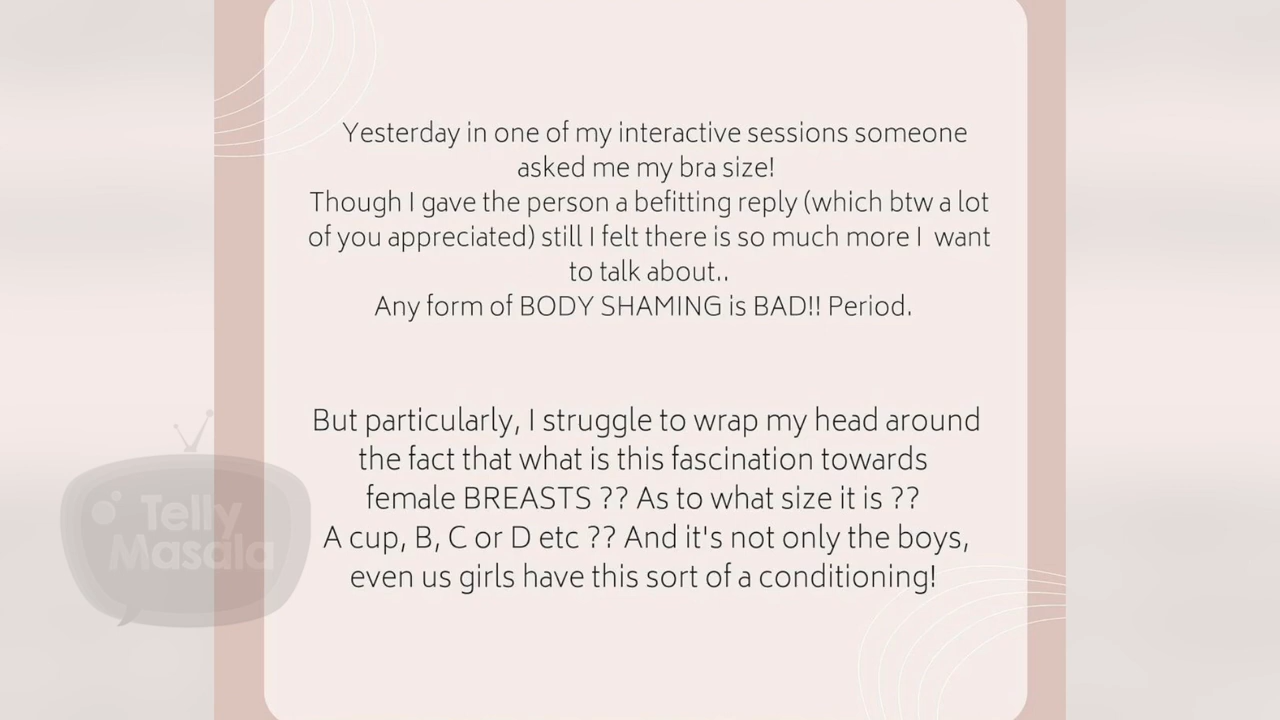 Yesterday in one of my interactive sessions someone
asked me my bra size!
Though I gave the person a befitting reply (which btw a lot
of you appreciated) still I felt there is so much more I  want
to talk about..
Any form of BODY SHAMING is BAD!! Period.
But particularly, I struggle to wrap my head around
the fact that what is this fascination towards
female BREASTS ?? As to what size it is ??
A cup, B, C or D etc ?? And it's not only the boys,
even us girls have this sort of a conditioning!
Telly
Masala